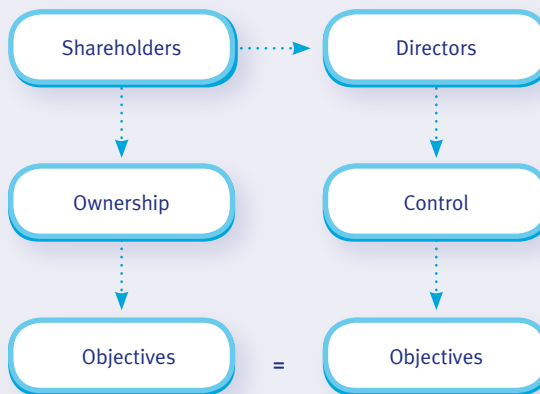 Shareholders
Directors
Ownership
Control
Objectives
=
Objectives